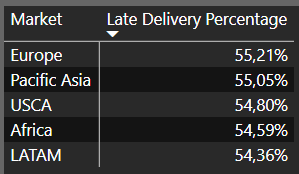 Market Late Delivery Percentage
Europe 55,21%
Pacific Asia 55,05%
USCA 54,80%
Africa 54,59%
LATAM 54,36%